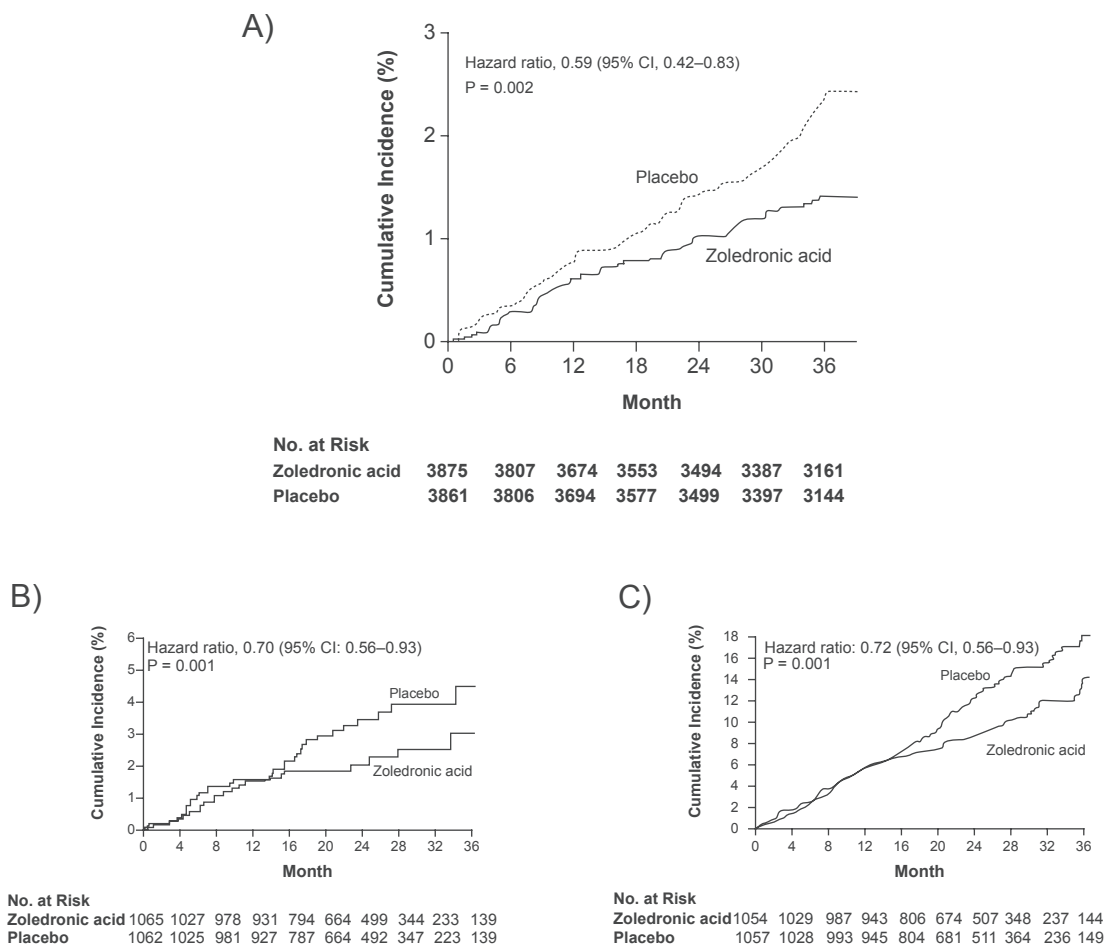 A)
Cumulative Incidence (%)
3
2
1
0
Hazard ratio, 0.59 (95% CI, 0.42–0.83)
P = 0.002
Placebo
Zoledronic acid
0 6 12 18 24 30 36
Month
No. at Risk
Zoledronic acid 3875 3807 3674 3553 3494 3387 3161
Placebo 3861 3806 3694 3577 3499 3397 3144
B)
Cumulative Incidence (%)
6
5
4
3
2
1
0
Hazard ratio, 0.70 (95% CI: 0.56–0.93)
P = 0.001
Placebo
Zoledronic acid
0 4 8 12 16 20 24 28 32 36
Month
No. at Risk
Zoledronic acid 1065 1027 978 931 794 664 499 344 233 139
Placebo 1062 1025 981 927 787 664 492 347 223 139
C)
Cumulative Incidence (%)
18
16
14
12
10
8
6
4
2
0
Hazard ratio: 0.72 (95% CI, 0.56–0.93)
P = 0.001
Placebo
Zoledronic acid
0 4 8 12 16 20 24 28 32 36
Month
No. at Risk
Zoledronic acid 1054 1029 987 943 806 674 507 348 237 144
Placebo 1057 1028 993 945 804 681 511 364 236 149